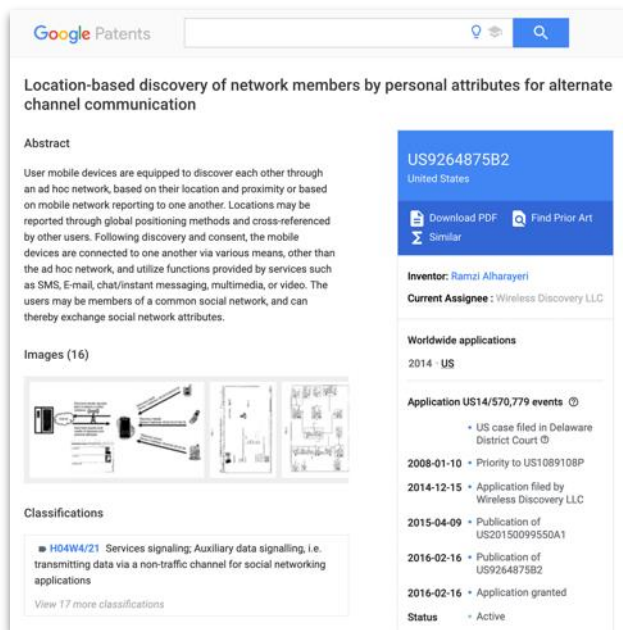 Google Patents
Location-based discovery of network members by personal attributes for alternate
channel communication
Abstract
User mobile devices are equipped to discover each other through
an ad hoc network, based on their location and proximity or based
on mobile network reporting to one another. Locations may be
reported through global positioning methods and cross-referenced
by other users. Following discovery and consent, the mobile
devices are connected to one another via various means, other than
the ad hoc network, and utilize functions provided by services such
as SMS, E-mail, chat/instant messaging, multimedia, or video. The
users may be members of a common social network, and can
thereby exchange social network attributes.
Images (16)
Classifications
H04W4/21 Services signaling; Auxiliary data signalling, i.e.
transmitting data via a non-traffic channel for social networking
applications
View 17 more classifications
US9264875B2
United States
Download PDF Find Prior Art
Similar
Inventor: Ramzi Alharayeri
Current Assignee : Wireless Discovery LLC
Worldwide applications
2014 · US
Application US14/570,779 events
• US case filed in Delaware
District Court
2008-01-10 • Priority to US1089108P
2014-12-15 • Application filed by
Wireless Discovery LLC
2015-04-09 • Publication of
US20150099550A1
2016-02-16 • Publication of
US9264875B2
2016-02-16 • Application granted
Status • Active